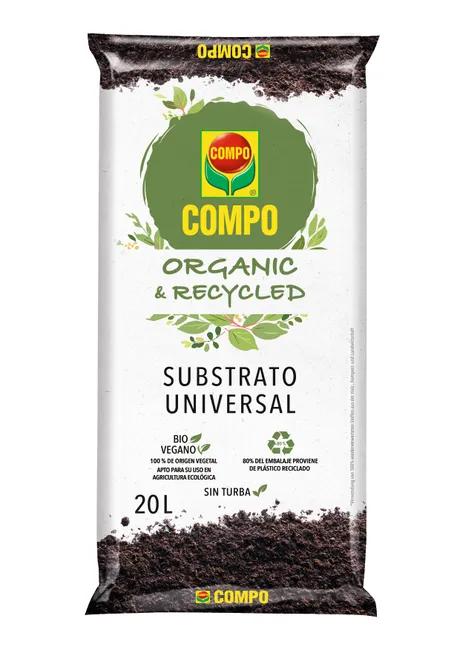 COMPO
COMPO
COMPO
ORGANIC
& RECYCLED
SUBSTRATO
UNIVERSAL
BIO
VEGANO
100 % DE ORIGEN VEGETAL
APTO PARA SU USO EN
AGRICULTURA ECOLÓGICA
80%
80% DEL EMBALAJE PROVIENE
DE PLÁSTICO RECICLADO
SIN TURBA
20 L
COMPO